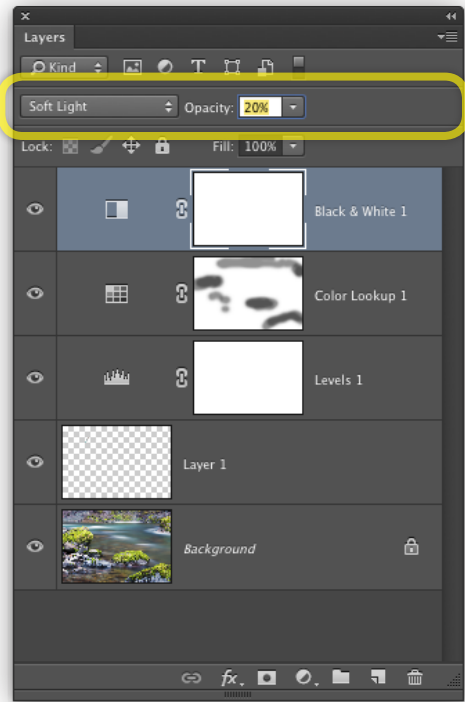 Layers
Kind T
Soft Light Opacity: 20%
Lock: Fill: 100%
Black & White 1
Color Lookup 1
Levels 1
Layer 1
Background
fx.